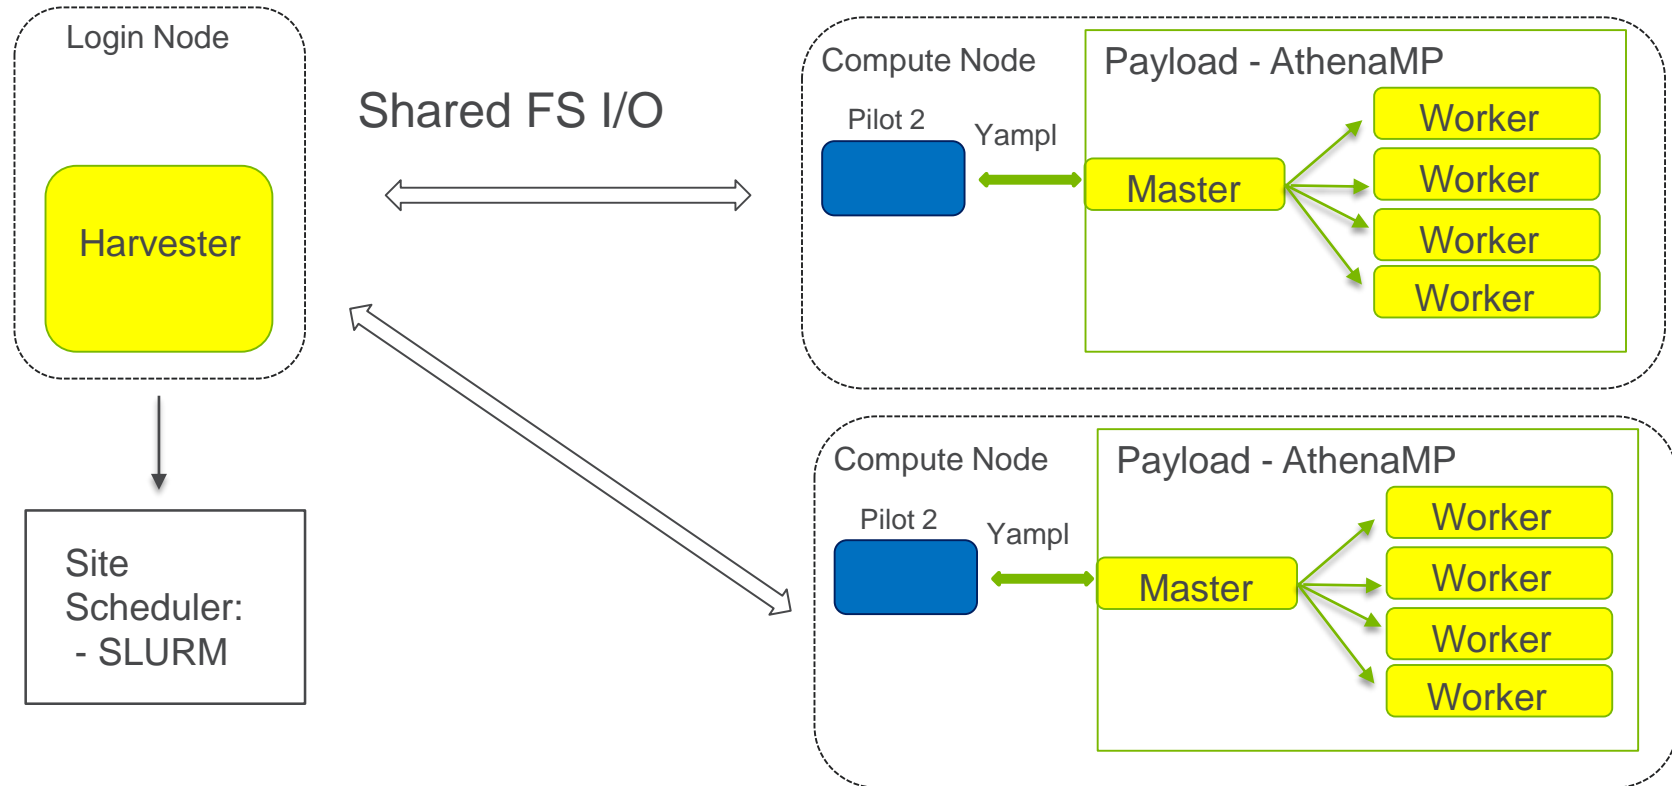 Login Node
Harvester
Site
Scheduler:
- SLURM
Shared FS I/O
Compute Node
Payload - AthenaMP
Pilot 2
Yampl
Master
Worker
Worker
Worker
Worker
Compute Node
Payload - AthenaMP
Pilot 2
Yampl
Master
Worker
Worker
Worker
Worker